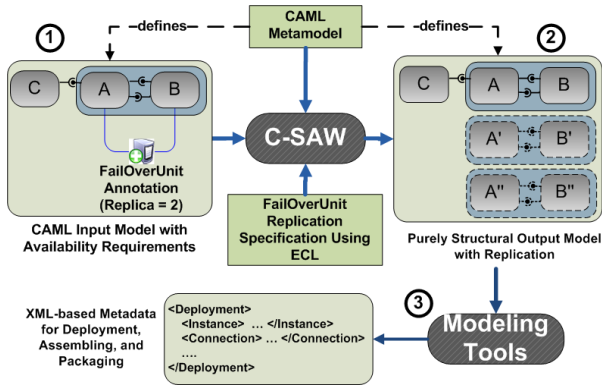 CAML
Metamodel
defines
defines
1
C
A
B
FailOverUnit
Annotation
(Replica = 2)
CAML Input Model with
Availability Requirements
C-SAW
FailOverUnit
Replication
Specification Using
ECL
2
C
A
B
A'
B'
A"
B"
Purely Structural Output Model
with Replication
3
Modeling
Tools
XML-based Metadata
for Deployment,
Assembling, and
Packaging
<Deployment>
<Instance> ... </Instance>
<Connection> ... </Connection>
....
</Deployment>